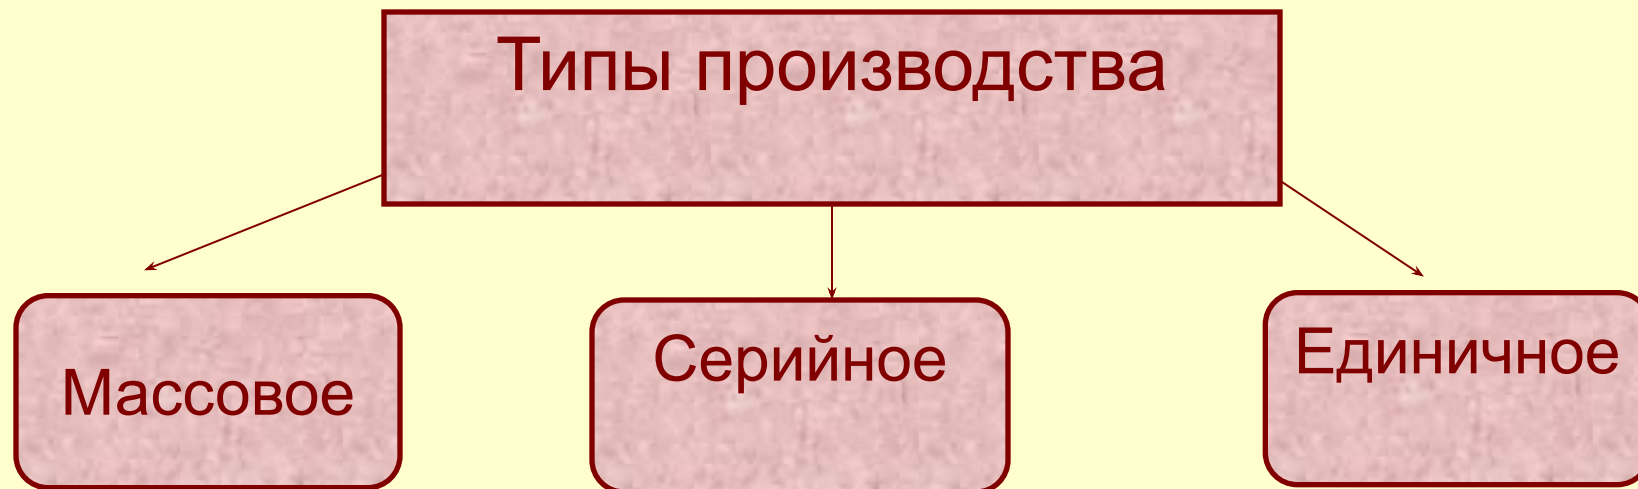 Типы производства
Массовое
Серийное
Единичное